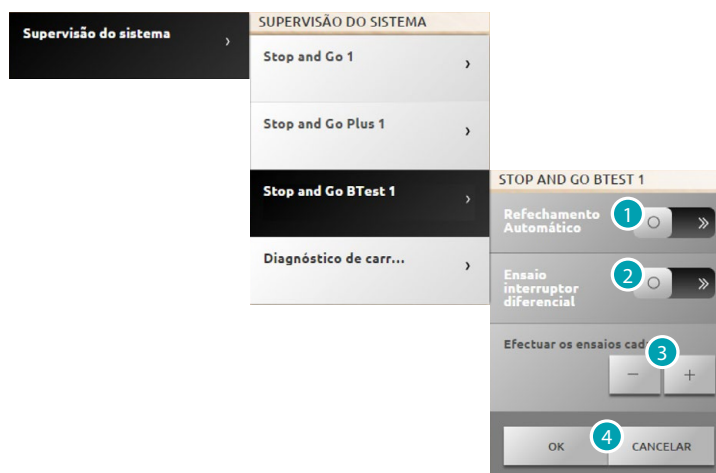 Supervisão do sistema
SUPERVISÃO DO SISTEMA
Stop and Go 1
Stop and Go Plus 1
Stop and Go BTest 1
Diagnóstico de carr...
STOP AND GO BTEST 1
Refechamento
Automático
1
Ensaio
interruptor
diferencial
2
Efectuar os ensaios cad
3
- +
OK
4
CANCELAR